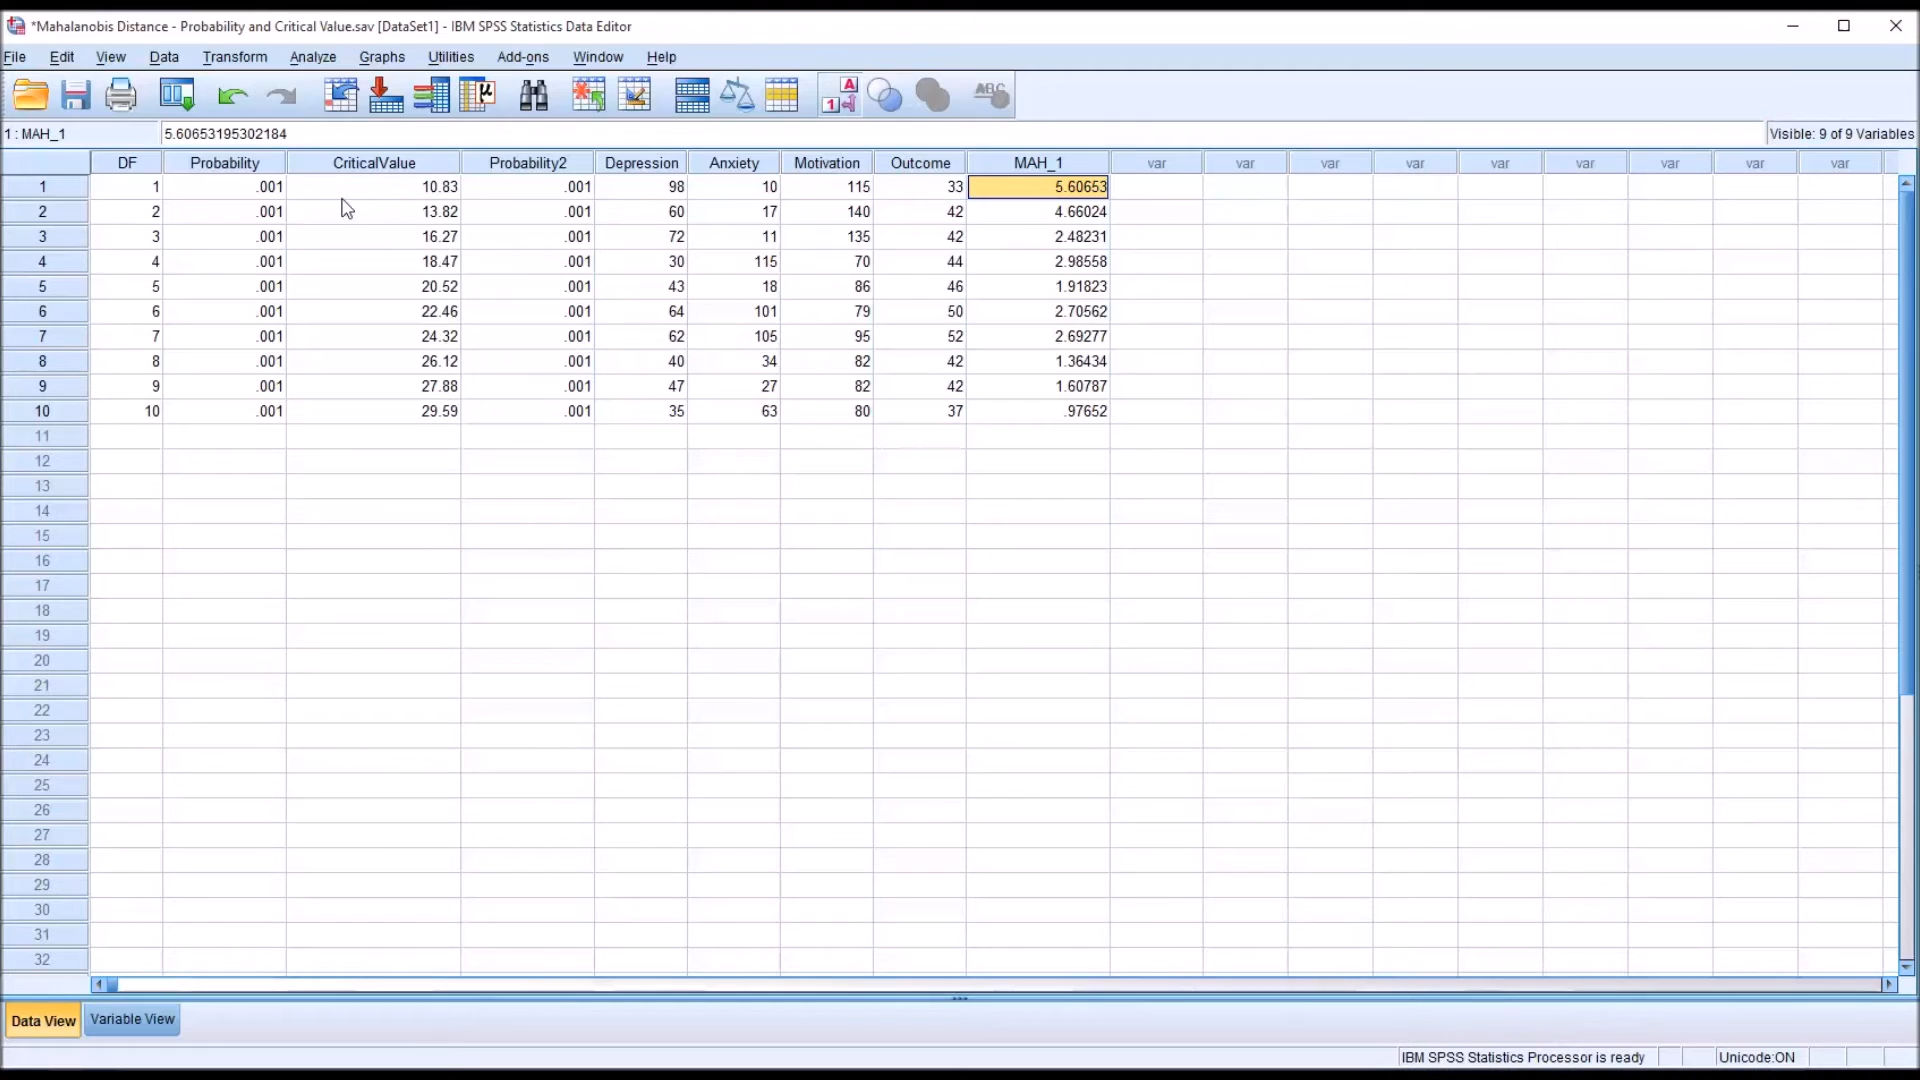 *Mahalanobis Distance - Probability and Critical Value.sav [DataSet1] - IBM SPSS Statistics Data Editor
File Edit View Data Transform Analyze Graphs Utilities Add-ons Window Help
µ 1 A ABC
1 : MAH_1 5.60653195302184 Visible: 9 of 9 Variables
DF Probability CriticalValue Probability2 Depression Anxiety Motivation Outcome MAH_1 var var var var var var var var var
1 1 .001 10.83 .001 98 10 115 33 5.60653
2 2 .001 13.82 .001 60 17 140 42 4.66024
3 3 .001 16.27 .001 72 11 135 42 2.48231
4 4 .001 18.47 .001 30 115 70 44 2.98558
5 5 .001 20.52 .001 43 18 86 46 1.91823
6 6 .001 22.46 .001 64 101 79 50 2.70562
7 7 .001 24.32 .001 62 105 95 52 2.69277
8 8 .001 26.12 .001 40 34 82 42 1.36434
9 9 .001 27.88 .001 47 27 82 42 1.60787
10 10 .001 29.59 .001 35 63 80 37 .97652
11
12
13
14
15
16
17
18
19
20
21
22
23
24
25
26
27
28
29
30
31
32
Data View Variable View
IBM SPSS Statistics Processor is ready Unicode:ON